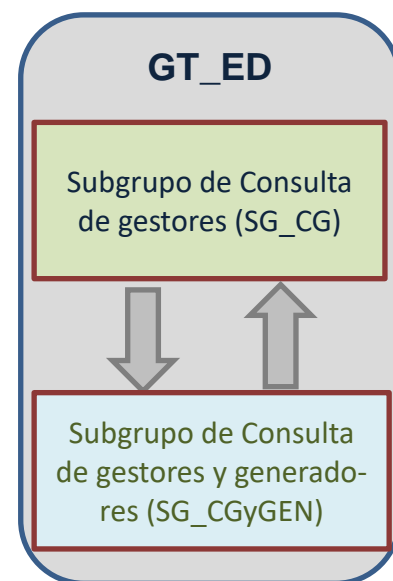 GT_ED
Subgrupo de Consulta
de gestores (SG_CG)
Subgrupo de Consulta
de gestores y generado-
res (SG_CGyGEN)